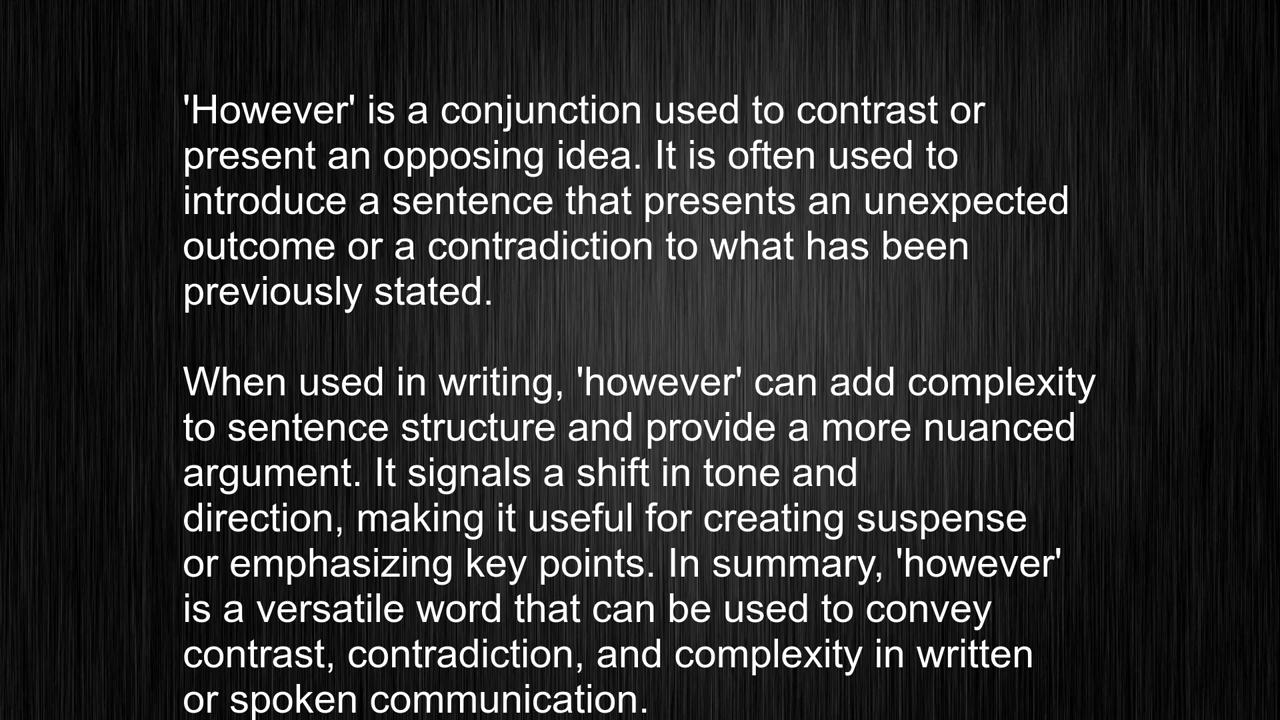 'However' is a conjunction used to contrast or
present an opposing idea. It is often used to
introduce a sentence that presents an unexpected
outcome or a contradiction to what has been
previously stated.
When used in writing, 'however' can add complexity
to sentence structure and provide a more nuanced
argument. It signals a shift in tone and
direction, making it useful for creating suspense
or emphasizing key points. In summary, 'however'
is a versatile word that can be used to convey
contrast, contradiction, and complexity in written
or spoken communication.